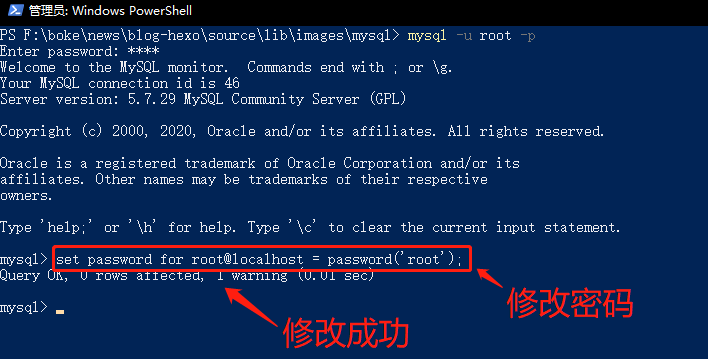 管理员: Windows PowerShell
PS F:\boke\news\blog-hexo\source\lib\images\mysql> mysql -u root -p
Enter password: ****
Welcome to the MySQL monitor.  Commands end with ; or \g.
Your MySQL connection id is 46
Server version: 5.7.29 MySQL Community Server (GPL)
Copyright (c) 2000, 2020, Oracle and/or its affiliates. All rights reserved.
Oracle is a registered trademark of Oracle Corporation and/or its
affiliates. Other names may be trademarks of their respective
owners.
Type 'help;' or '\h' for help. Type '\c' to clear the current input statement.
mysql> set password for root@localhost = password('root');
Query OK, 0 rows affected, 1 warning (0.01 sec)
修改密码
mysql>
修改成功